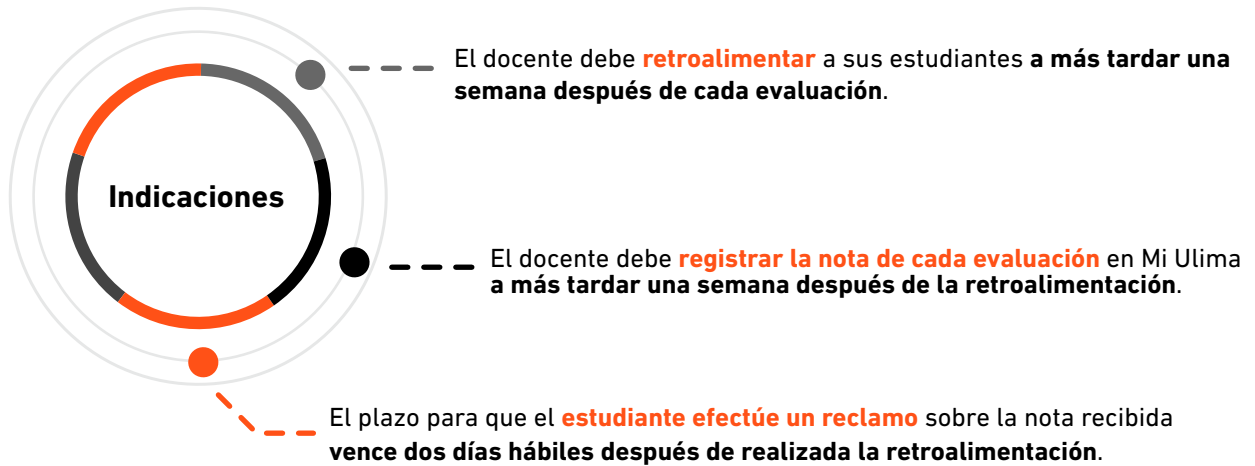 El docente debe retroalimentar a sus estudiantes a más tardar una
semana después de cada evaluación.
Indicaciones
El docente debe registrar la nota de cada evaluación en Mi Ulima
a más tardar una semana después de la retroalimentación.
El plazo para que el estudiante efectúe un reclamo sobre la nota recibida
vence dos días hábiles después de realizada la retroalimentación.